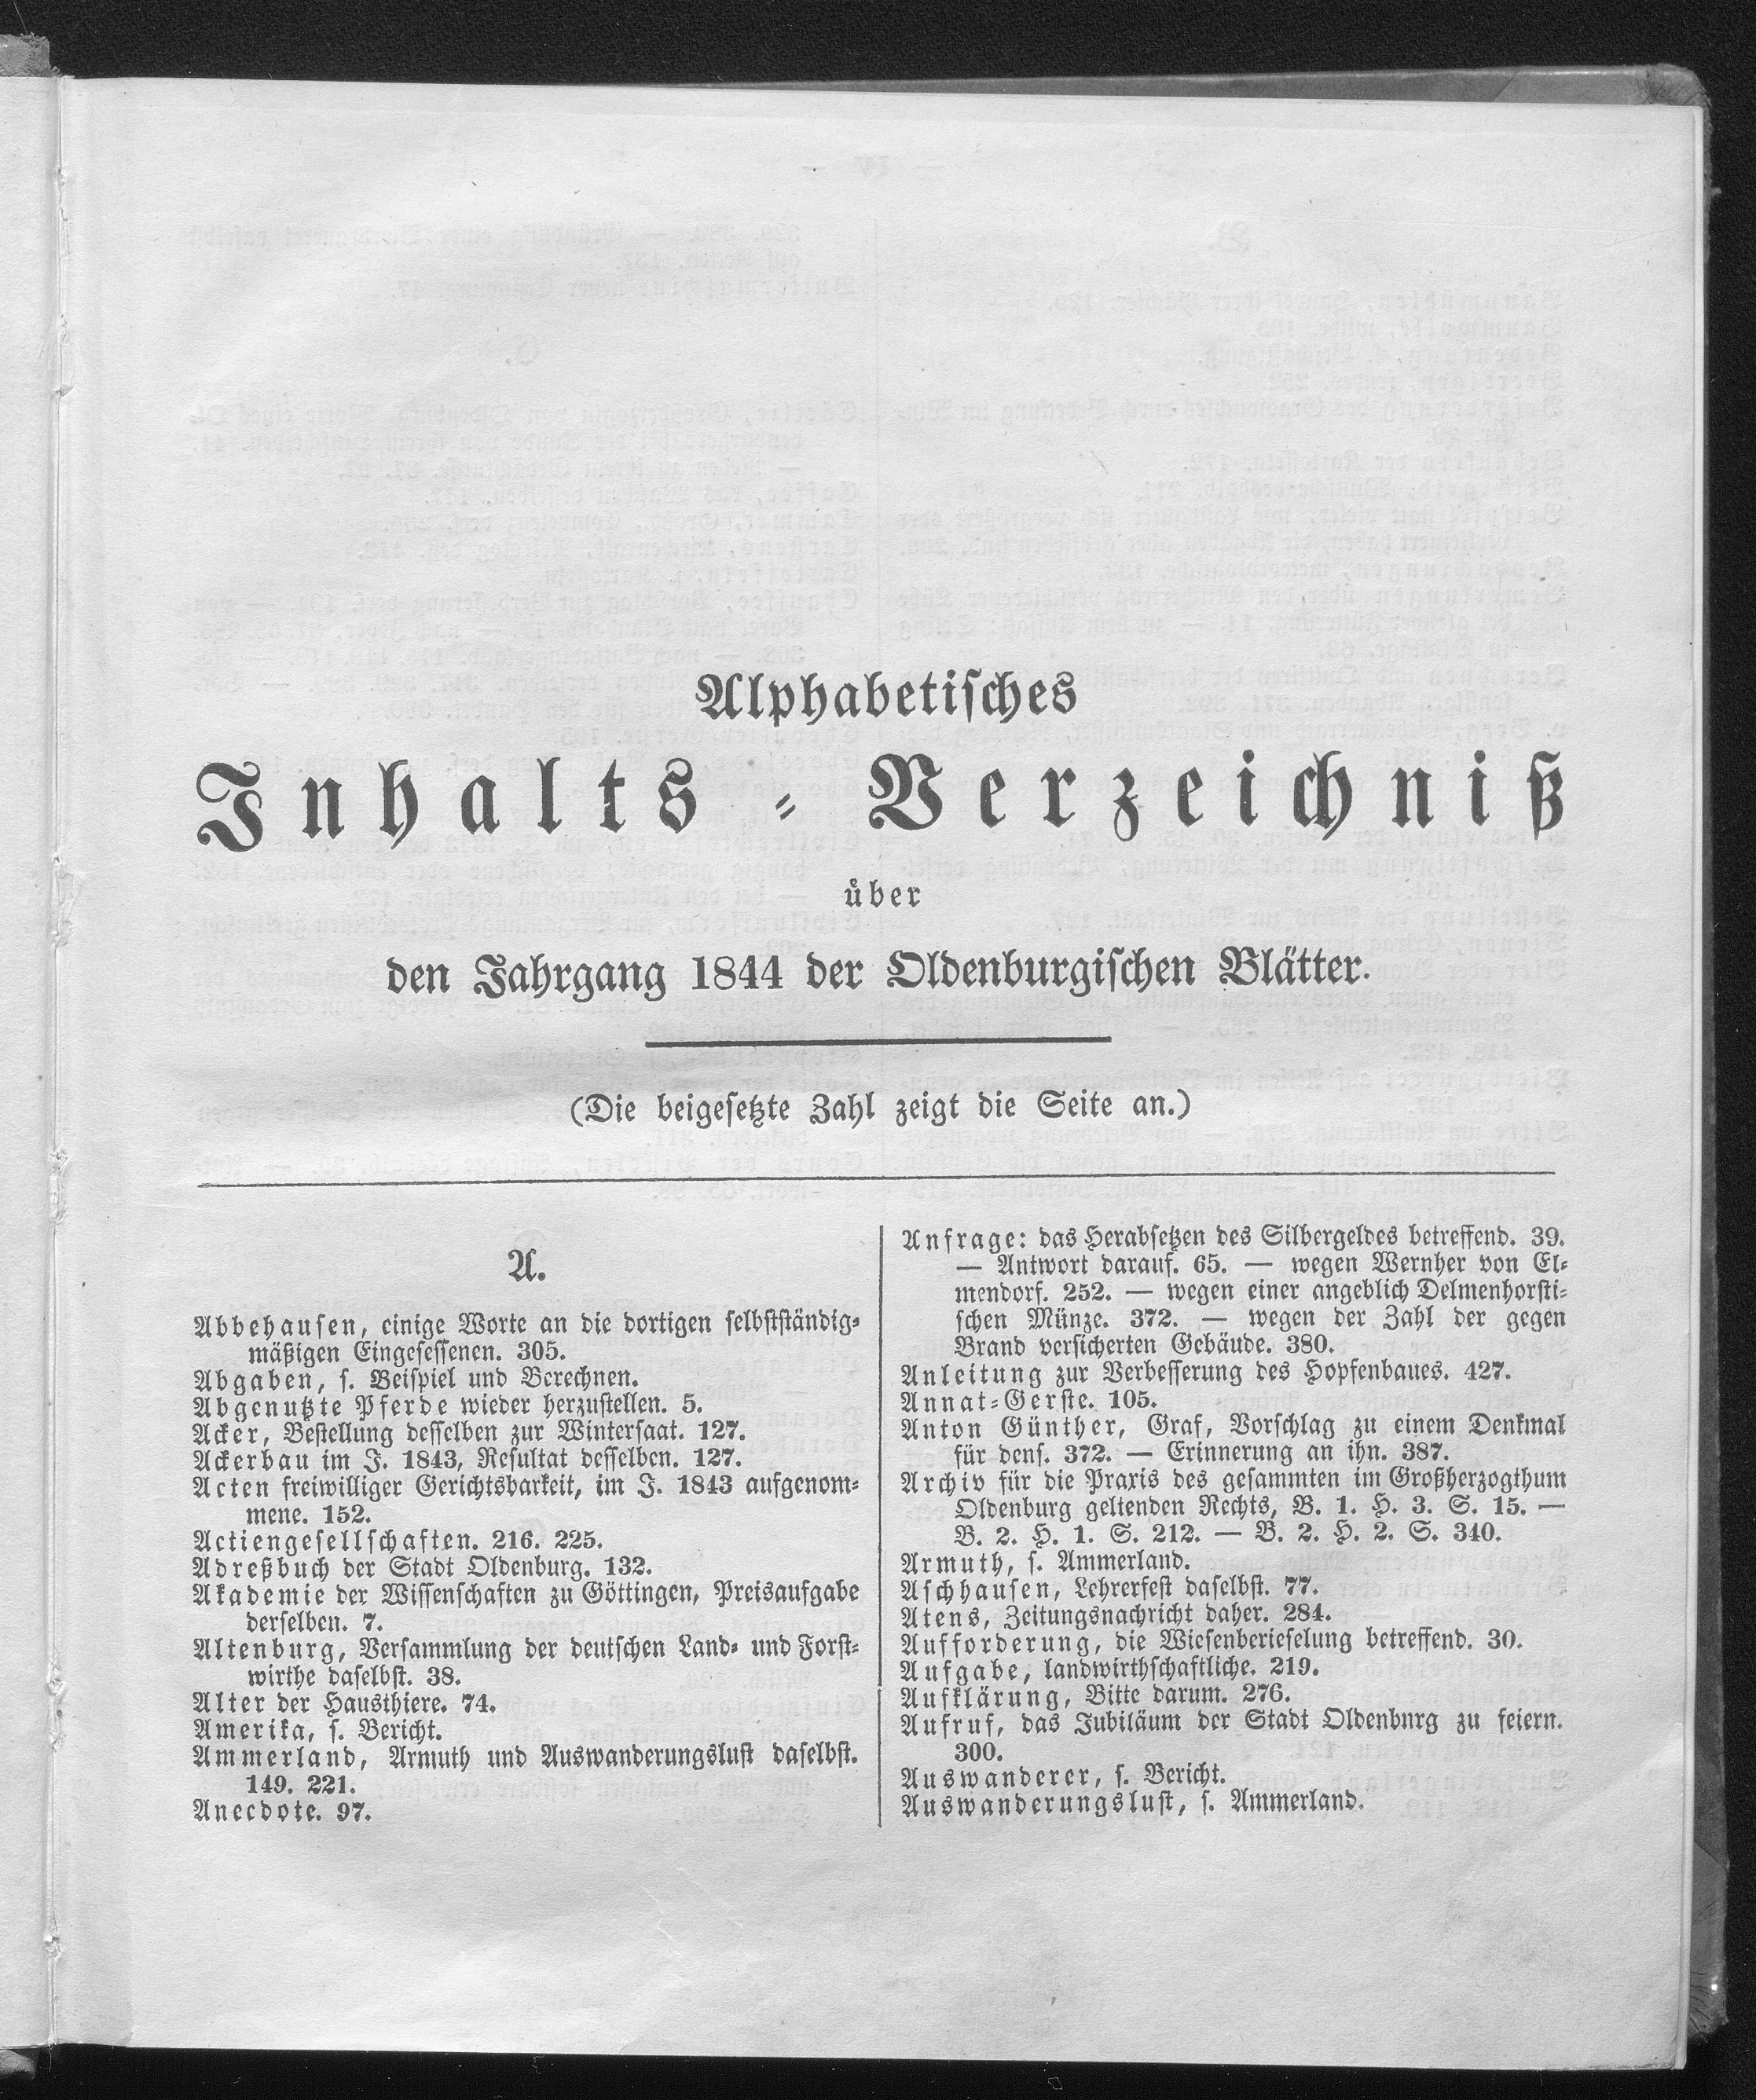 Alphabetisches
Inhalts-Verzeichniß
über
den Jahrgang 1844 der Oldenburgischen Blätter.
(Die beigesetzte Zahl zeigt die Seite an.)
A.
Abbehausen, einige Worte an die dortigen selbstständig-
mäßigen Eingesessenen. 305.
Abgaben, s. Beispiel und Berechnen.
Abgenutzte Pferde wieder herzustellen. 5.
Acker, Bestellung desselben zur Wintersaat. 127.
Ackerbau im J. 1843, Resultat desselben. 127.
Acten freiwilliger Gerichtsbarkeit, im J. 1843 aufgenom-
mene. 152.
Actiengesellschaften. 216. 225.
Adreßbuch der Stadt Oldenburg. 132.
Akademie der Wissenschaften zu Göttingen, Preisaufgabe
derselben. 7.
Altenburg, Versammlung der deutschen Land- und Forst-
wirthe daselbst. 38.
Alter der Hausthiere. 74.
Amerika, s. Bericht.
Ammerland, Armuth und Auswanderungslust daselbst.
149. 221.
Anecdote. 97.
Anfrage: das Herabsetzen des Silbergeldes betreffend. 39.
— Antwort darauf. 65. — wegen Wernher von El-
mendorf. 252. — wegen einer angeblich Delmenhorsti-
schen Münze. 372. — wegen der Zahl der gegen
Brand versicherten Gebäude. 380.
Anleitung zur Verbesserung des Hopfenbaues. 427.
Annat-Gerste. 105.
Anton Günther, Graf, Vorschlag zu einem Denkmal
für dens. 372. — Erinnerung an ihn. 387.
Archiv für die Praxis des gesammten im Großherzogthum
Oldenburg geltenden Rechts, B. 1. H. 3. S. 15. —
B. 2. H. 1. S. 212. — B. 2. H. 2. S. 340.
Armuth, s. Ammerland.
Aschhausen, Lehrerfest daselbst. 77.
Atens, Zeitungsnachricht daher. 284.
Aufforderung, die Wiesenberieselung betreffend. 30.
Aufgabe, landwirthschaftliche. 219.
Aufklärung, Bitte darum. 276.
Aufruf, das Jubiläum der Stadt Oldenburg zu feiern.
300.
Auswanderer, s. Bericht.
Auswanderungslust, s. Ammerland.